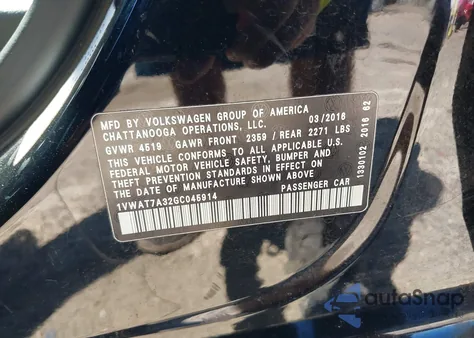 MFD BY VOLKSWAGEN GROUP OF AMERICA 03/2016
CHATTANOOGA OPERATIONS, LLC.
GVWR 4519 GAWR FRONT 2359 / REAR 2271 LBS
THIS VEHICLE CONFORMS TO ALL APPLICABLE U.S.
FEDERAL MOTOR VEHICLE SAFETY, BUMPER AND
THEFT PREVENTION STANDARDS IN EFFECT ON
THE DATE OF MANUFACTURE SHOWN ABOVE
1VWAT7A32GC045914 PASSENGER CAR
1330102 2016 62
autoSnap